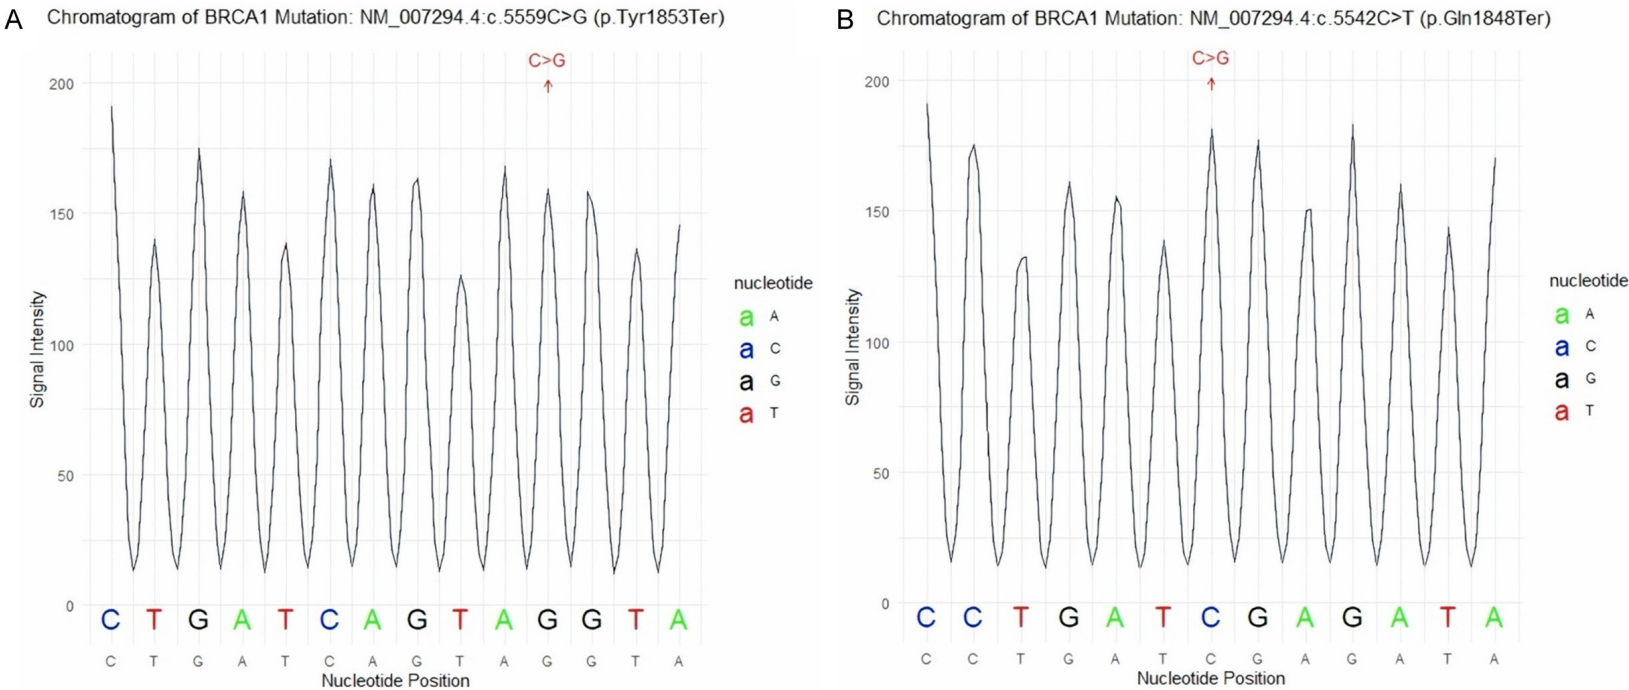 A
Chromatogram of BRCA1 Mutation: NM_007294.4:c.5559C>G (p.Tyr1853Ter)
C>G
200
150
100
50
0
Signal Intensity
C T G A T C A G T A G G T A
C T G A T C A G T A G G T A
Nucleotide Position
nucleotide
a A
a C
a G
a T
B
Chromatogram of BRCA1 Mutation: NM_007294.4:c.5542C>T (p.Gln1848Ter)
C>G
200
150
100
50
0
Signal Intensity
C C T G A T C G A G A T A
C C T G A T C G A G A T A
Nucleotide Position
nucleotide
a A
a C
a G
a T